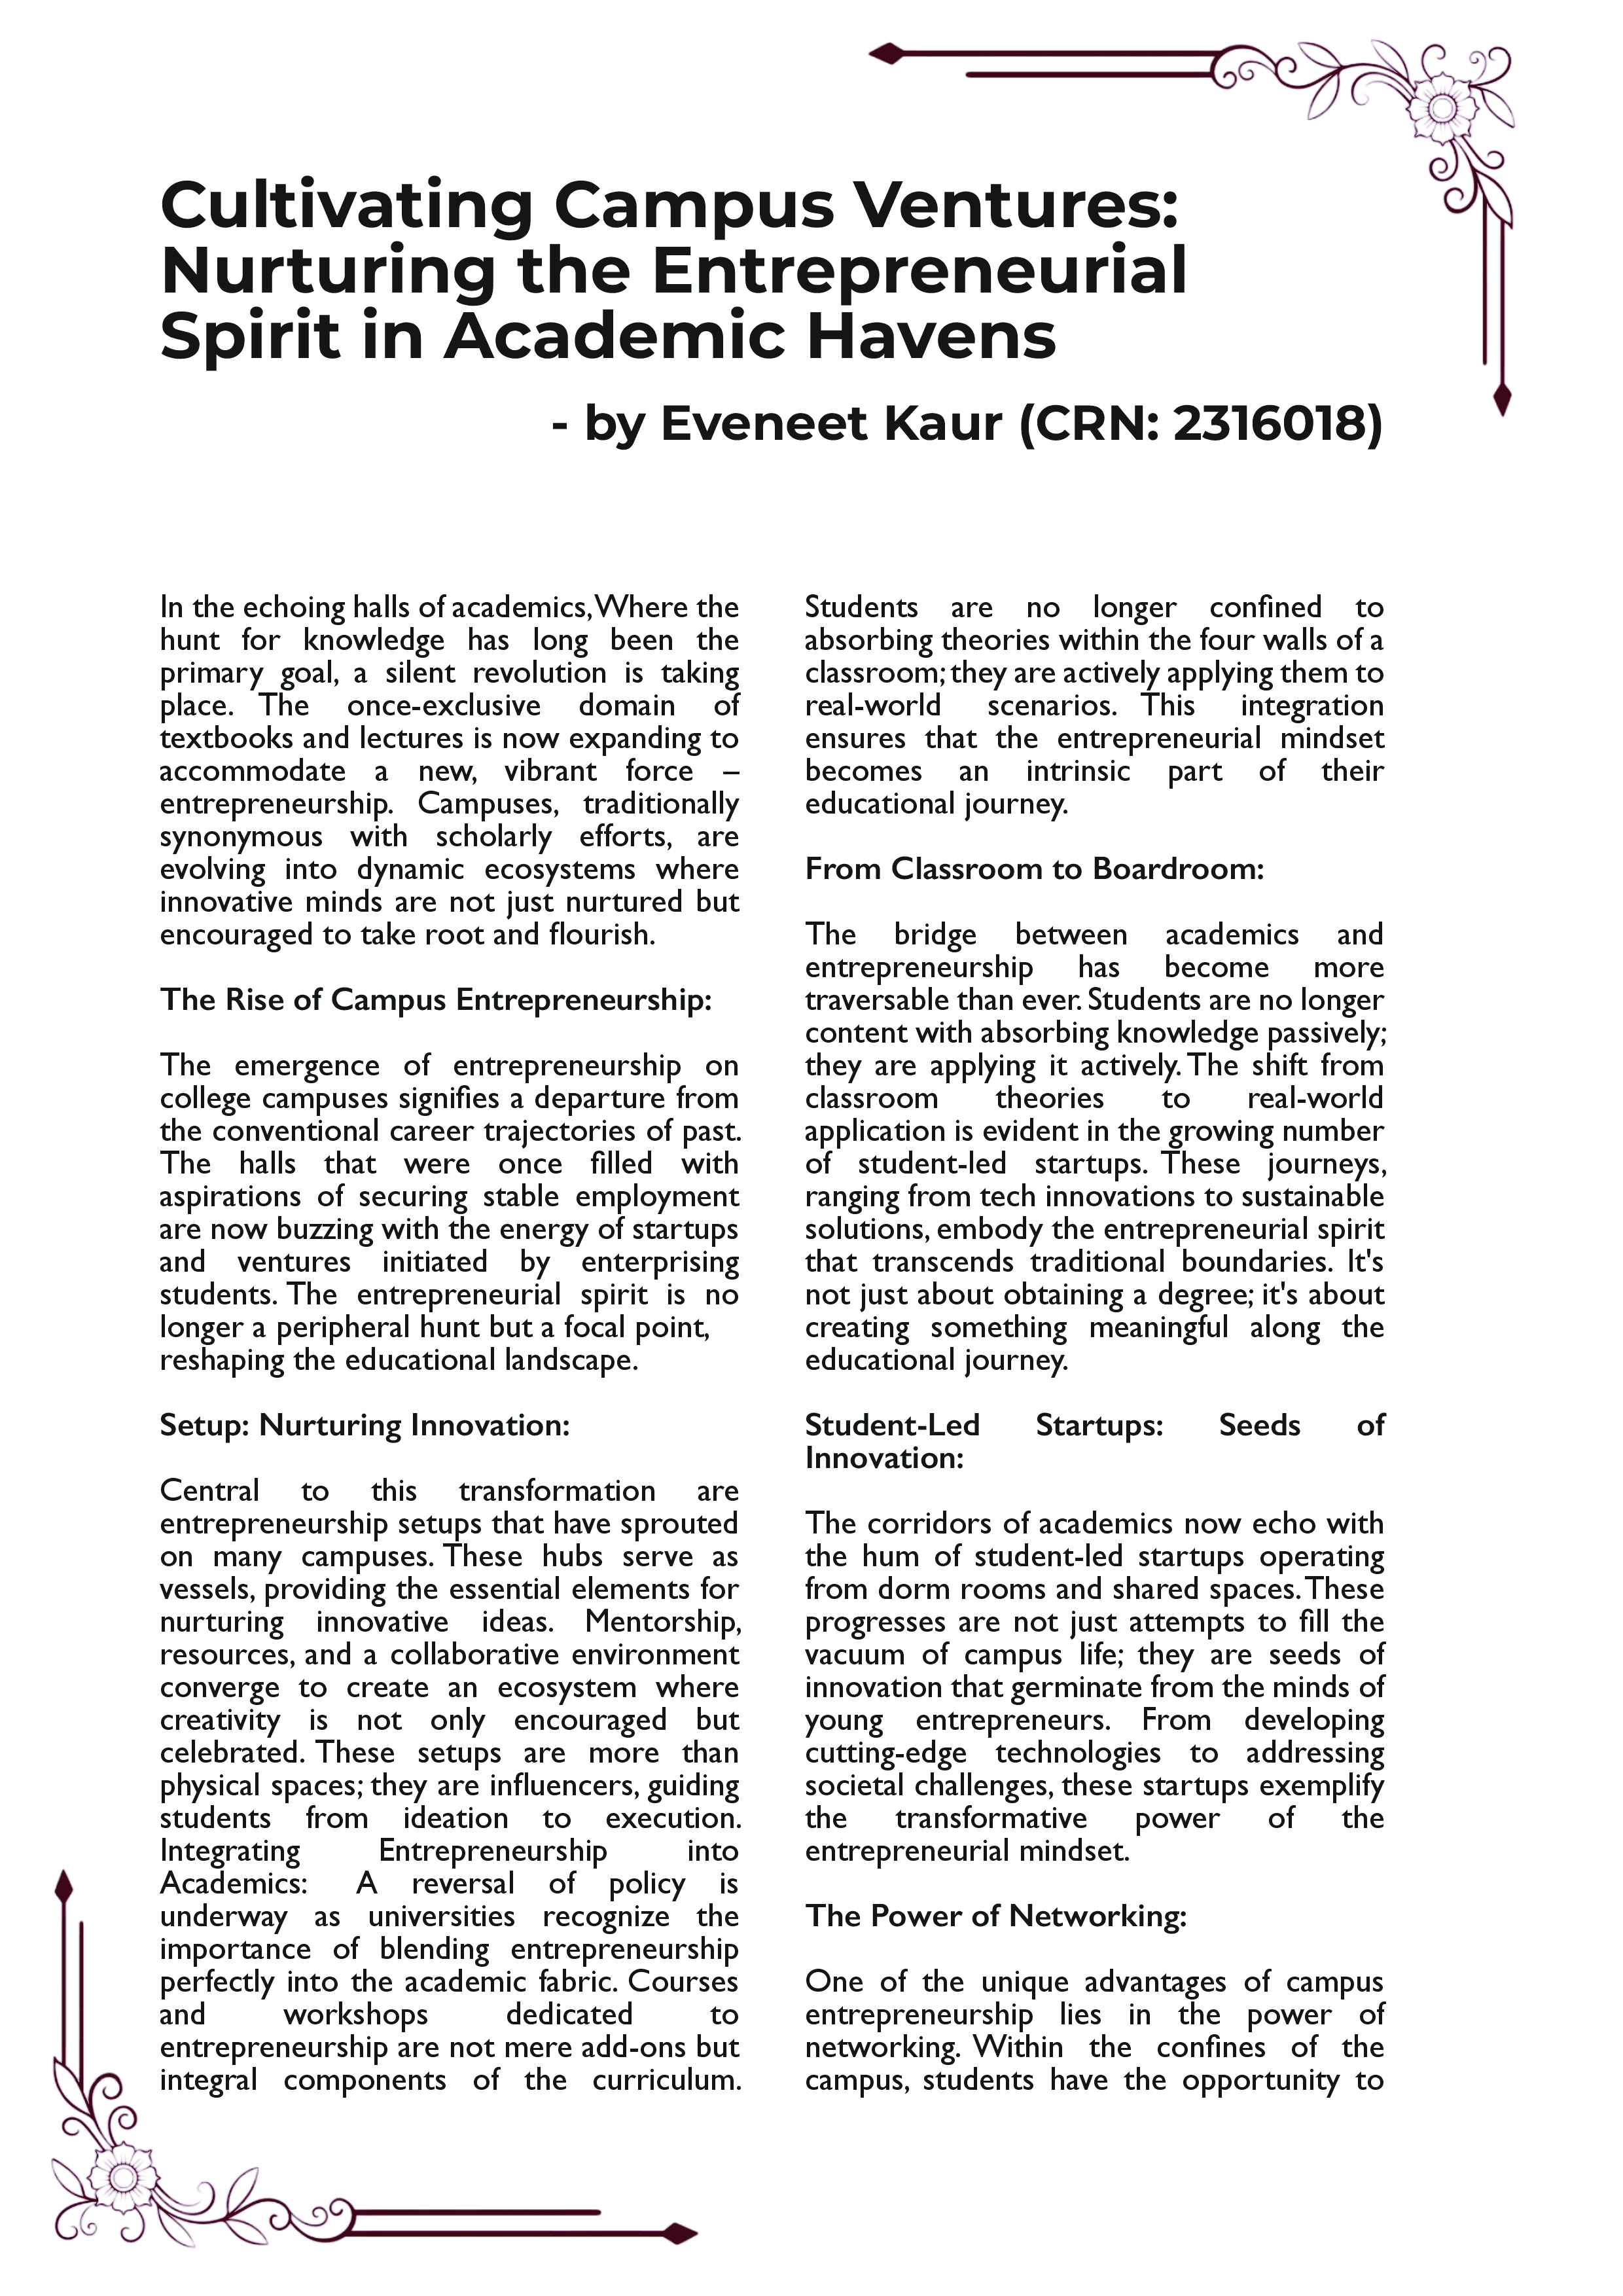 Cultivating Campus Ventures:
Nurturing the Entrepreneurial
Spirit in Academic Havens
- by Eveneet Kaur (CRN: 2316018)
In the echoing halls of academics, Where the
hunt for knowledge has long been the
primary goal, a silent revolution is taking
place. The once-exclusive domain of
textbooks and lectures is now expanding to
accommodate a new, vibrant force –
entrepreneurship. Campuses, traditionally
synonymous with scholarly efforts, are
evolving into dynamic ecosystems where
innovative minds are not just nurtured but
encouraged to take root and flourish.
The Rise of Campus Entrepreneurship:
The emergence of entrepreneurship on
college campuses signifies a departure from
the conventional career trajectories of past.
The halls that were once filled with
aspirations of securing stable employment
are now buzzing with the energy of startups
and ventures initiated by enterprising
students. The entrepreneurial spirit is no
longer a peripheral hunt but a focal point,
reshaping the educational landscape.
Setup: Nurturing Innovation:
Central to this transformation are
entrepreneurship setups that have sprouted
on many campuses. These hubs serve as
vessels, providing the essential elements for
nurturing innovative ideas. Mentorship,
resources, and a collaborative environment
converge to create an ecosystem where
creativity is not only encouraged but
celebrated. These setups are more than
physical spaces; they are influencers, guiding
students from ideation to execution.
Integrating Entrepreneurship into
Academics: A reversal of policy is
underway as universities recognize the
importance of blending entrepreneurship
perfectly into the academic fabric. Courses
and workshops dedicated to
entrepreneurship are not mere add-ons but
integral components of the curriculum.
Students are no longer confined to
absorbing theories within the four walls of a
classroom; they are actively applying them to
real-world scenarios. This integration
ensures that the entrepreneurial mindset
becomes an intrinsic part of their
educational journey.
From Classroom to Boardroom:
The bridge between academics and
entrepreneurship has become more
traversable than ever. Students are no longer
content with absorbing knowledge passively;
they are applying it actively. The shift from
classroom theories to real-world
application is evident in the growing number
of student-led startups. These journeys,
ranging from tech innovations to sustainable
solutions, embody the entrepreneurial spirit
that transcends traditional boundaries. It's
not just about obtaining a degree; it's about
creating something meaningful along the
educational journey.
Student-Led Startups: Seeds of
Innovation:
The corridors of academics now echo with
the hum of student-led startups operating
from dorm rooms and shared spaces. These
progresses are not just attempts to fill the
vacuum of campus life; they are seeds of
innovation that germinate from the minds of
young entrepreneurs. From developing
cutting-edge technologies to addressing
societal challenges, these startups exemplify
the transformative power of the
entrepreneurial mindset.
The Power of Networking:
One of the unique advantages of campus
entrepreneurship lies in the power of
networking. Within the confines of the
campus, students have the opportunity to